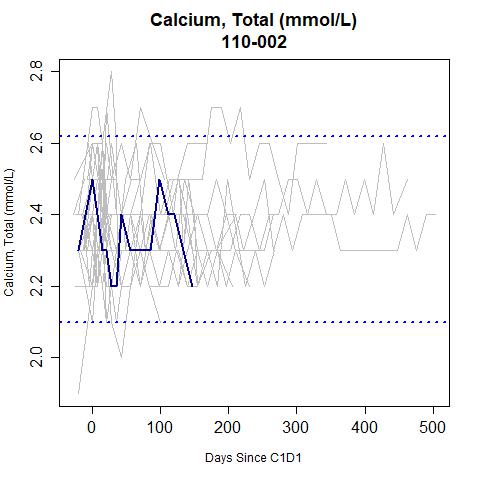 Calcium, Total (mmol/L)
110-002
Calcium, Total (mmol/L)
2.8
2.6
2.4
2.2
2.0
0 100 200 300 400 500
Days Since C1D1